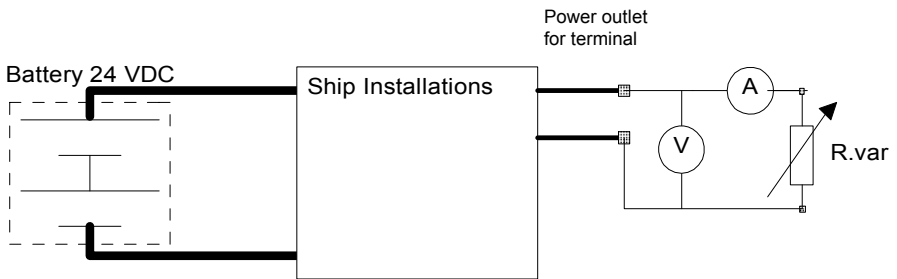 Power outlet
for terminal
Battery 24 VDC
Ship Installations
A
V
R.var